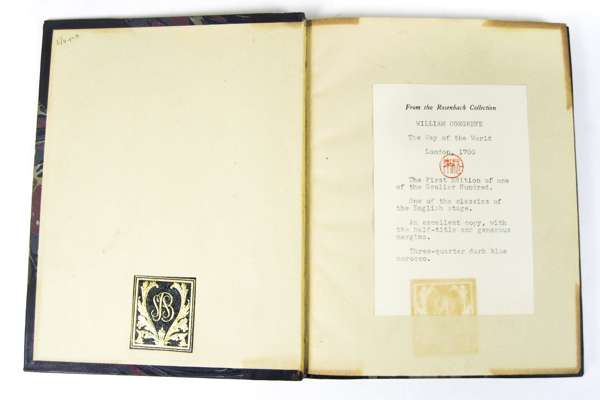 From the Rosenbach Collection
WILLIAM CONGREVE
The Way of the World
London, 1700
The First Edition of one
of the Grolier Hundred.
One of the classics of
the English stage.
An excellent copy, with
the half-title and generous
margins.
Three-quarter dark blue
morocco.